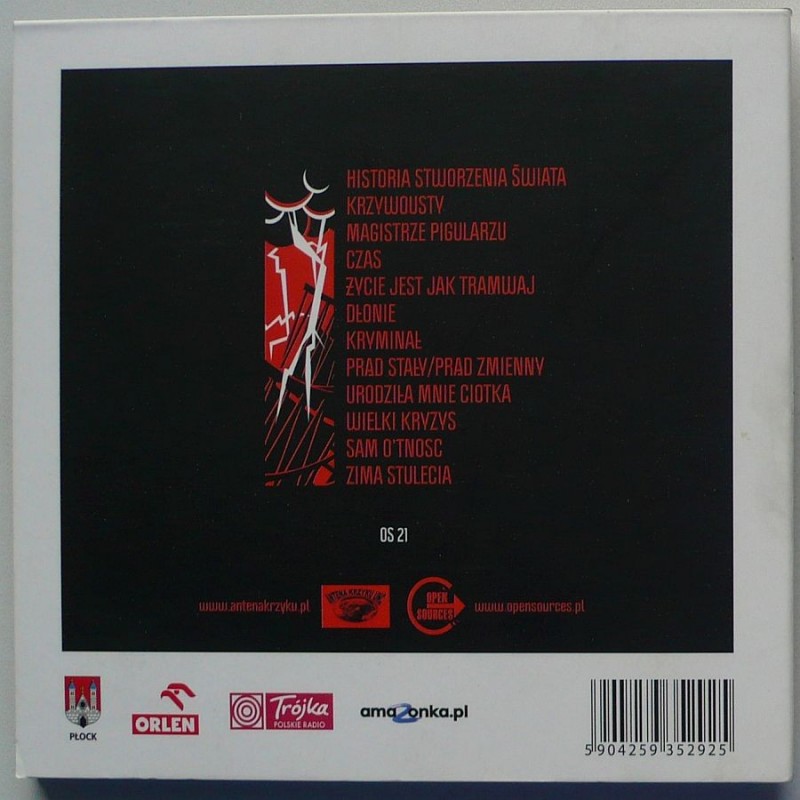 HISTORIA STWORZENIA ŚWIATA
KRZYWOUSTY
MAGISTRZE PIGULARZU
CZAS
ŻYCIE JEST JAK TRAMWAJ
DŁONIE
KRYMINAŁ
PRĄD STAŁY/PRĄD ZMIENNY
URODZIŁA MNIE CIOTKA
WIELKI KRYZYS
SAM O'TNOSC
ZIMA STULECIA
OS 21
www.antenakrzyku.pl
ANTENA KRZYKU
OPEN
SOURCES
www.opensources.pl
PŁOCK
ORLEN
Trójka
POLSKIE RADIO
amazonka.pl
5 904259 352925